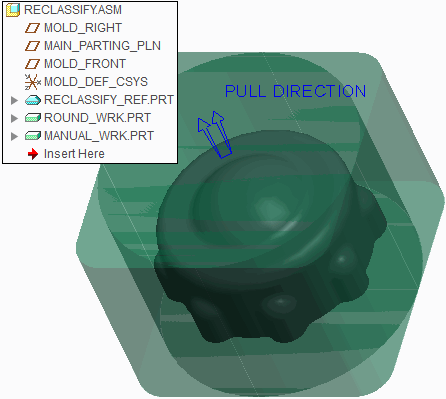 RECLASSIFY.ASM
MOLD_RIGHT
MAIN_PARTING_PLN
MOLD_FRONT
MOLD_DEF_CSYS
RECLASSIFY_REF.PRT
ROUND_WRK.PRT
MANUAL_WRK.PRT
Insert Here
PULL DIRECTION